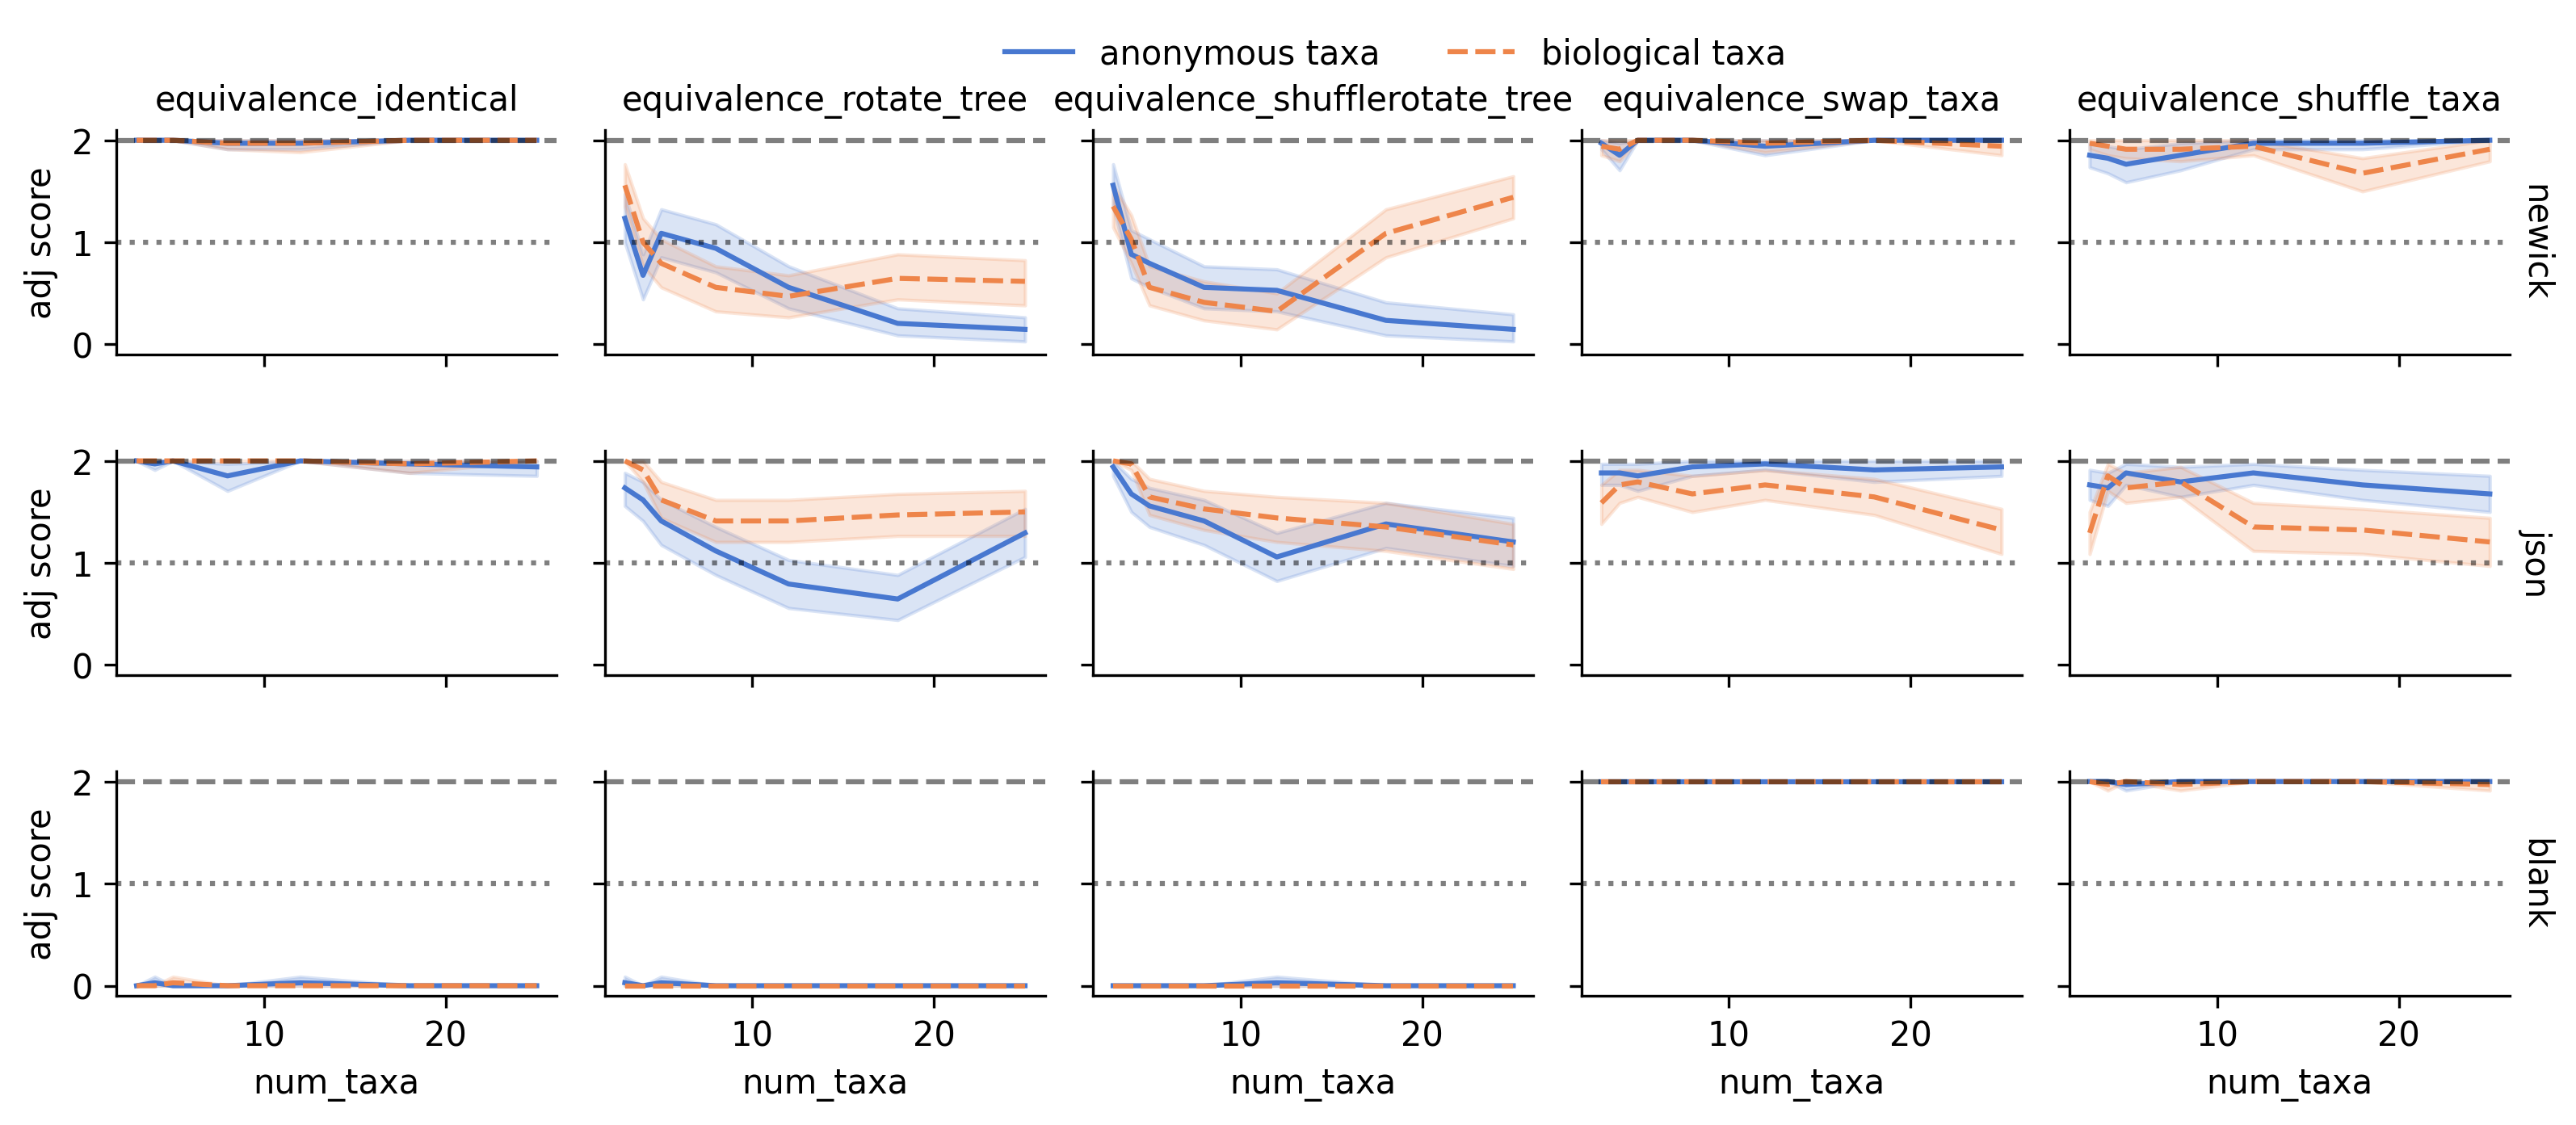 anonymous taxa biological taxa
equivalence_identical equivalence_rotate_tree equivalence_shufflerotate_tree equivalence_swap_taxa equivalence_shuffle_taxa
2
1
0
adj score
newick
2
1
0
adj score
json
2
1
0
adj score
blank
10 20 10 20 10 20 10 20 10 20
num_taxa num_taxa num_taxa num_taxa num_taxa